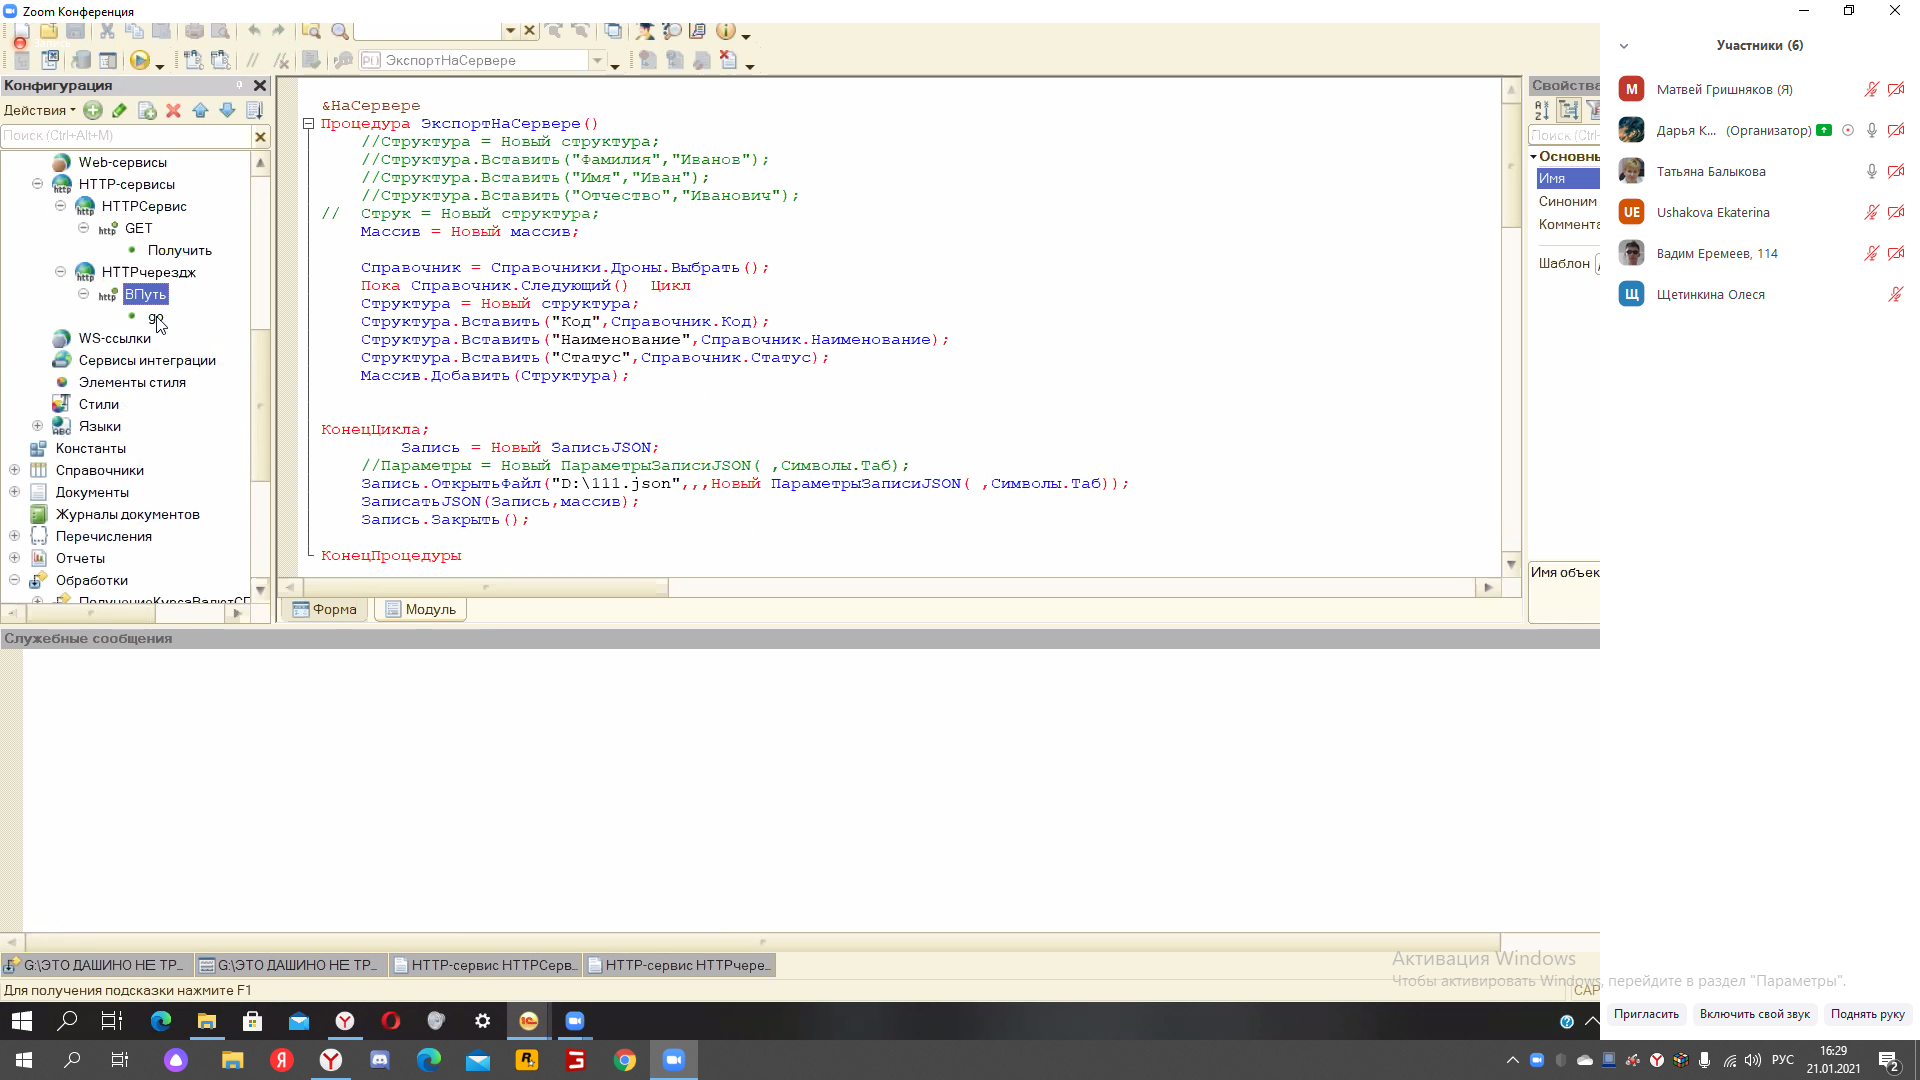 Zoom Конференция
ЭкспортНаСервере
Конфигурация
Действия
Поиск (Ctrl+Alt+M)
Web-сервисы
HTTP-сервисы
HTTPСервис
GET
Получить
HTTPчерездж
ВПуть
go
WS-ссылки
Сервисы интеграции
Элементы стиля
Стили
Языки
Константы
Справочники
Документы
Журналы документов
Перечисления
Отчеты
Обработки
ПолучениеКурсаВалютСГ
&НаСервере
Процедура ЭкспортНаСервере()
//Структура = Новый структура;
//Структура.Вставить("Фамилия","Иванов");
//Структура.Вставить("Имя","Иван");
//Структура.Вставить("Отчество","Иванович");
// Струк = Новый структура;
Массив = Новый массив;
Справочник = Справочники.Дроны.Выбрать();
Пока Справочник.Следующий() Цикл
Структура = Новый структура;
Структура.Вставить("Код",Справочник.Код);
Структура.Вставить("Наименование",Справочник.Наименование);
Структура.Вставить("Статус",Справочник.Статус);
Массив.Добавить(Структура);
КонецЦикла;
Запись = Новый ЗаписьJSON;
//Параметры = Новый ПараметрыЗаписиJSON( ,Символы.Таб);
Запись.ОткрытьФайл("D:\111.json",,,Новый ПараметрыЗаписиJSON( ,Символы.Таб));
ЗаписатьJSON(Запись,массив);
Запись.Закрыть();
КонецПроцедуры
Форма
Модуль
Свойства
Поиск (Ctrl-
Основны
Имя
Синоним
Коммента
Шаблон
Имя объек
Служебные сообщения
G:\ЭТО ДАШИНО НЕ ТР...
G:\ЭТО ДАШИНО НЕ ТР...
HTTP-сервис HTTPСерв...
HTTP-сервис HTTPчере...
Для получения подсказки нажмите F1
CAP
Активация Windows
Чтобы активировать Windows, перейдите в раздел "Параметры".
Участники (6)
М Матвей Гришняков (Я)
Дарья К... (Организатор)
Татьяна Балыкова
UE Ushakova Ekaterina
Вадим Еремеев, 114
Щ Щетинкина Олеся
Пригласить
Включить свой звук
Поднять руку
РУС
16:29
21.01.2021
2